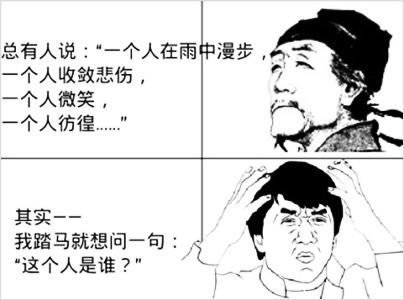 总有人说：“一个人在雨中漫步，
一个人收敛悲伤，
一个人微笑，
一个人彷徨……”
其实——
我踏马就想问一句：
“这个人是谁？”